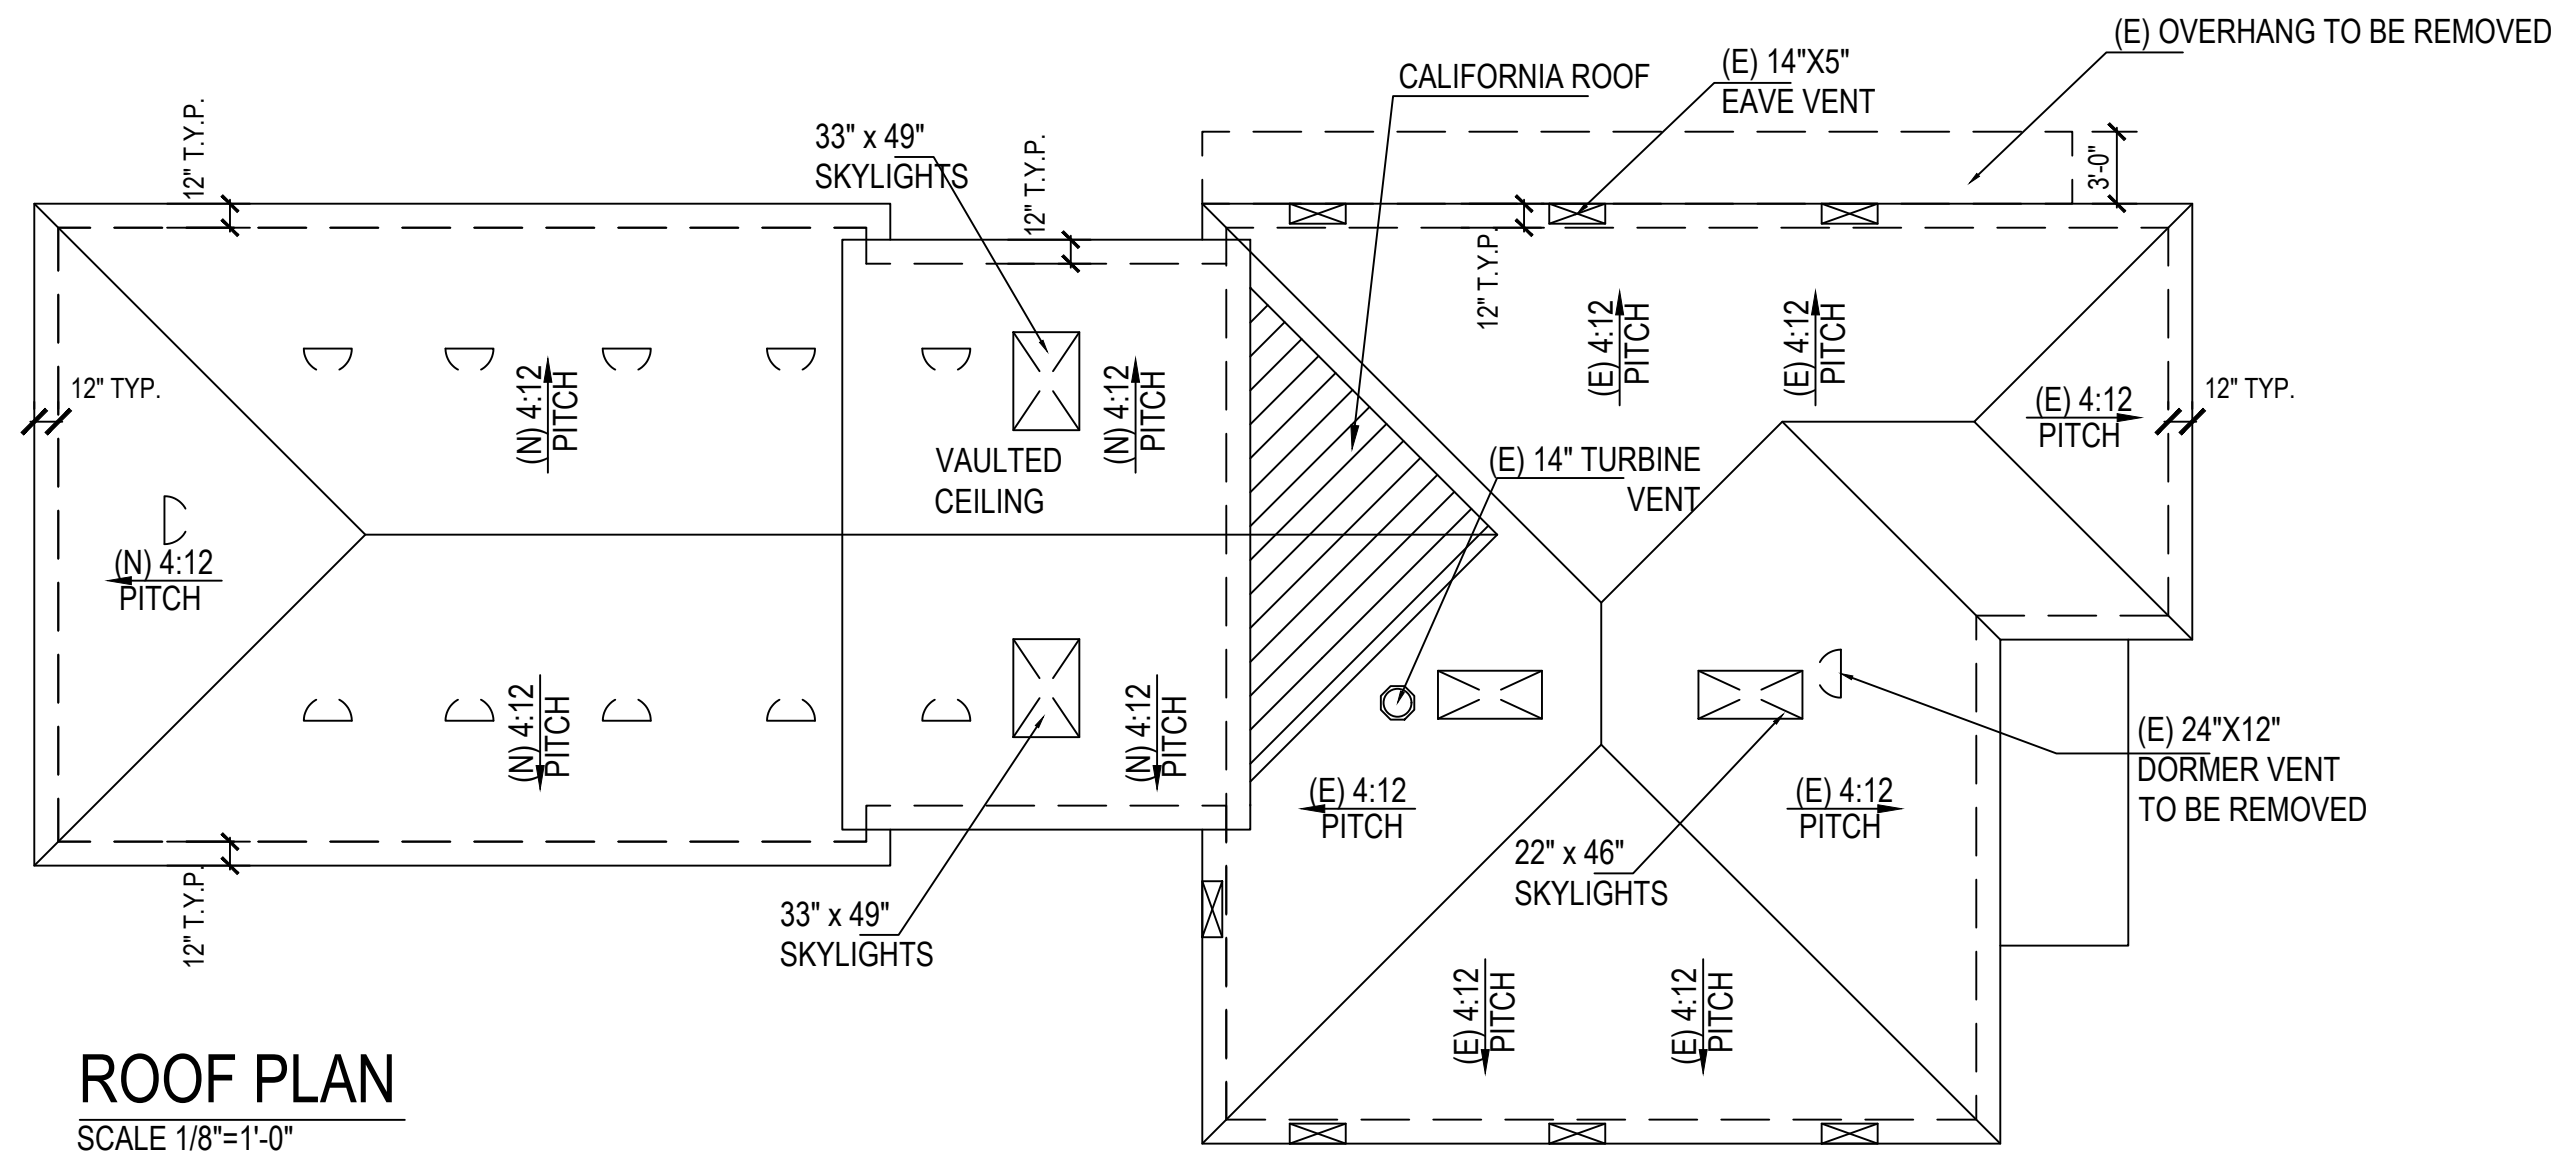 (E) OVERHANG TO BE REMOVED
(E) 14"X5"
EAVE VENT
CALIFORNIA ROOF
33" x 49"
SKYLIGHTS
12" T.Y.P.
12" T.Y.P.
12" T.Y.P.
3'-0"
12" TYP.
12" TYP.
(N) 4:12
PITCH
(N) 4:12
PITCH
(E) 4:12
PITCH
(E) 4:12
PITCH
(E) 4:12
PITCH
VAULTED
CEILING
(E) 14" TURBINE
VENT
(N) 4:12
PITCH
(N) 4:12
PITCH
(N) 4:12
PITCH
(E) 4:12
PITCH
(E) 4:12
PITCH
(E) 24"X12"
DORMER VENT
TO BE REMOVED
22" x 46"
SKYLIGHTS
12" T.Y.P.
33" x 49"
SKYLIGHTS
(E) 4:12
PITCH
(E) 4:12
PITCH
ROOF PLAN
SCALE 1/8"=1'-0"